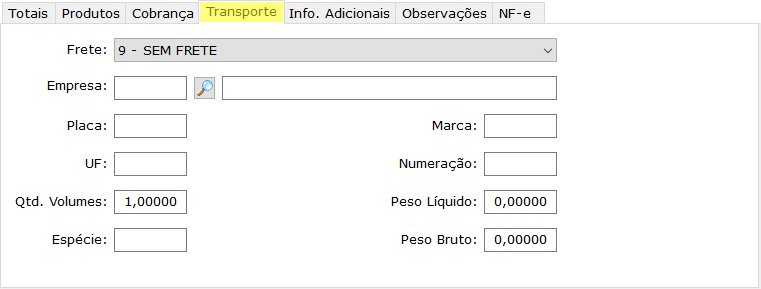 Totais Produtos Cobrança Transporte Info. Adicionais Observações NF-e
Frete: 9 - SEM FRETE
Empresa:
Placa: Marca:
UF: Numeração:
Qtd. Volumes: 1,00000 Peso Líquido: 0,00000
Espécie: Peso Bruto: 0,00000